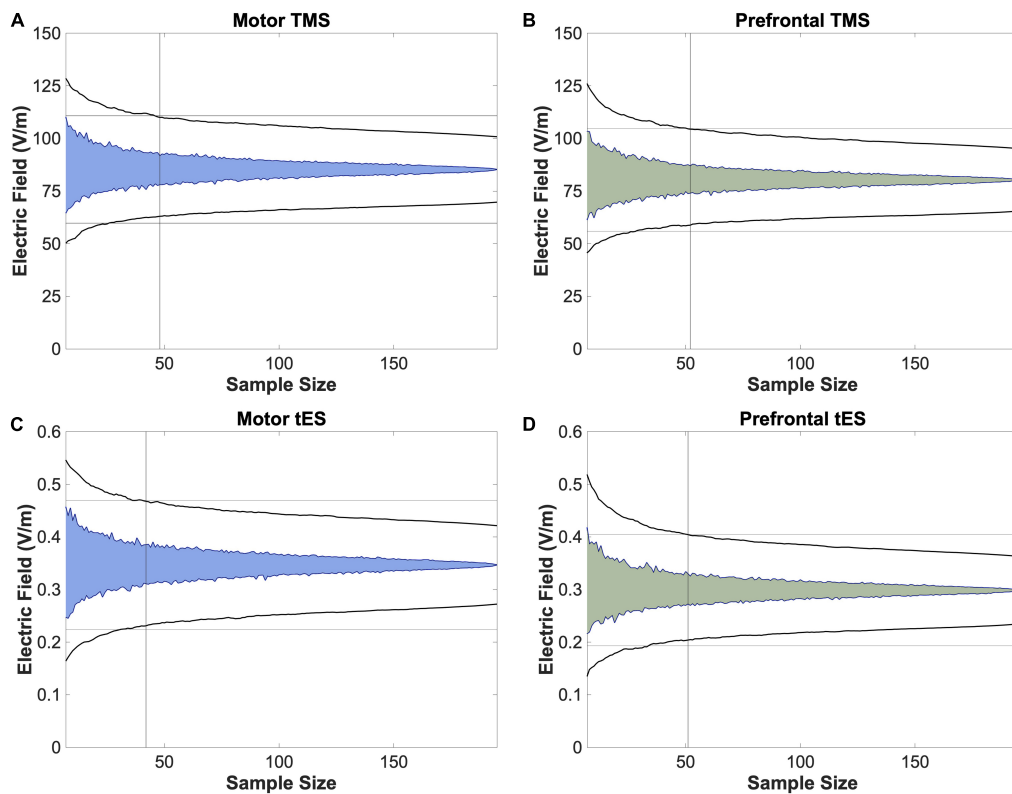 A
Motor TMS
Electric Field (V/m)
150
125
100
75
50
25
0
50
100
150
Sample Size
B
Prefrontal TMS
Electric Field (V/m)
150
125
100
75
50
25
0
50
100
150
Sample Size
C
Motor tES
Electric Field (V/m)
0.6
0.5
0.4
0.3
0.2
0.1
0
50
100
150
Sample Size
D
Prefrontal tES
Electric Field (V/m)
0.6
0.5
0.4
0.3
0.2
0.1
0
50
100
150
Sample Size